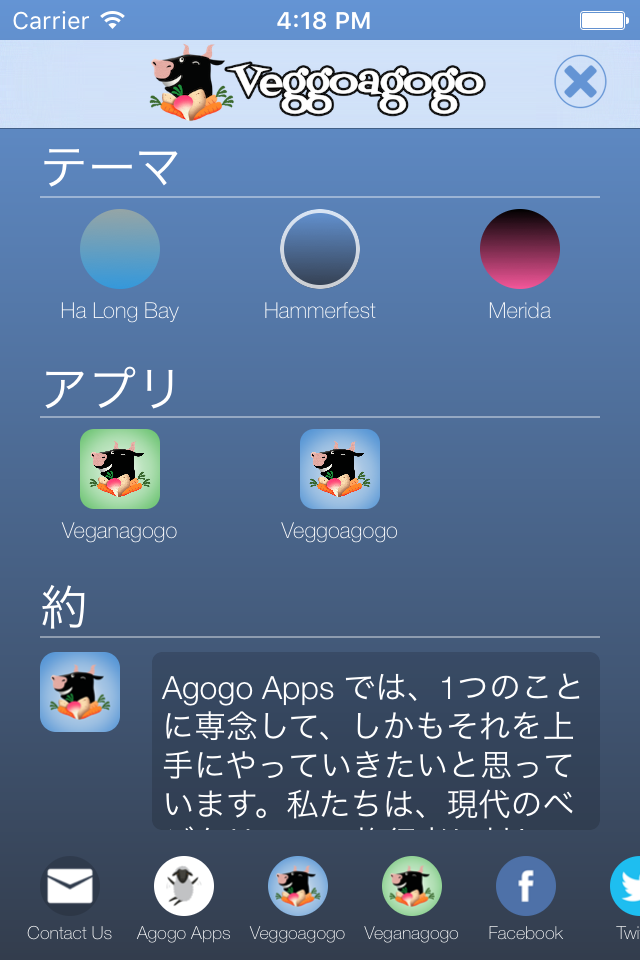 Carrier 4:18 PM
Veggoagogo
テーマ
Ha Long Bay Hammerfest Merida
アプリ
Veganagogo Veggoagogo
約
Agogo Apps では、1つのこと
に専念して、しかもそれを上
手にやっていきたいと思って
います。私たちは、現代のベ
Contact Us Agogo Apps Veggoagogo Veganagogo Facebook Twi